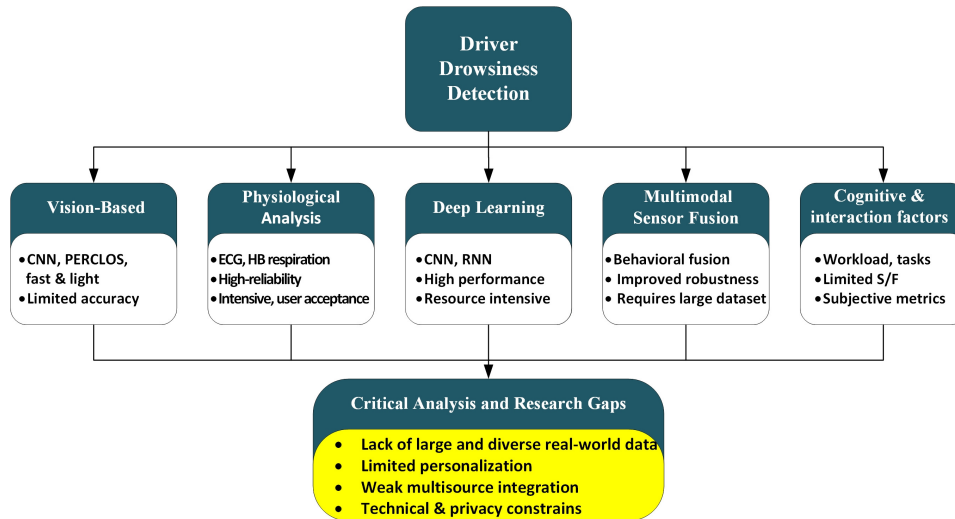 Driver
Drowsiness
Detection
Vision-Based
• CNN, PERCLOS,
fast & light
• Limited accuracy
Physiological
Analysis
• ECG, HB respiration
• High-reliability
• Intensive, user acceptance
Deep Learning
• CNN, RNN
• High performance
• Resource intensive
Multimodal
Sensor Fusion
• Behavioral fusion
• Improved robustness
• Requires large dataset
Cognitive &
interaction factors
• Workload, tasks
• Limited S/F
• Subjective metrics
Critical Analysis and Research Gaps
• Lack of large and diverse real-world data
• Limited personalization
• Weak multisource integration
• Technical & privacy constrains